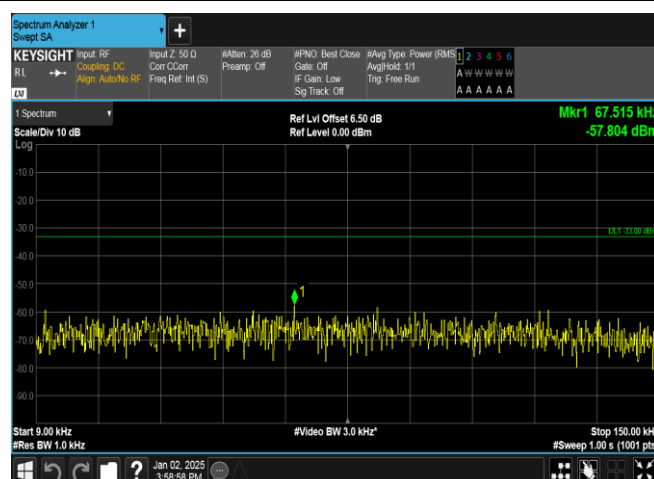 Spectrum Analyzer 1
Swept SA
+
KEYSIGHT Input: RF Input Z: 50 Ω #Atten: 26 dB #PNO: Best Close #Avg Type: Power (RMS 1 2 3 4 5 6
RL Coupling: DC Corr CCorr Preamp: Off Gate: Off Avg|Hold: 1/1 A W W W W W
Align: Auto/No RF Freq Ref: Int (S) IF Gain: Low Trig: Free Run
LXI Sig Track: Off A A A A A A
1 Spectrum Ref Lvl Offset 6.50 dB Mkr1 67.515 kHz
Scale/Div 10 dB Ref Level 0.00 dBm -57.804 dBm
Log
-10.0
-20.0
-30.0 DL1 -33.00 dBm
-40.0
-50.0
1
-60.0
-70.0
-80.0
-90.0
Start 9.00 kHz #Video BW 3.0 kHz* Stop 150.00 kHz
#Res BW 1.0 kHz #Sweep 1.00 s (1001 pts
? Jan 02, 2025
3:58:58 PM